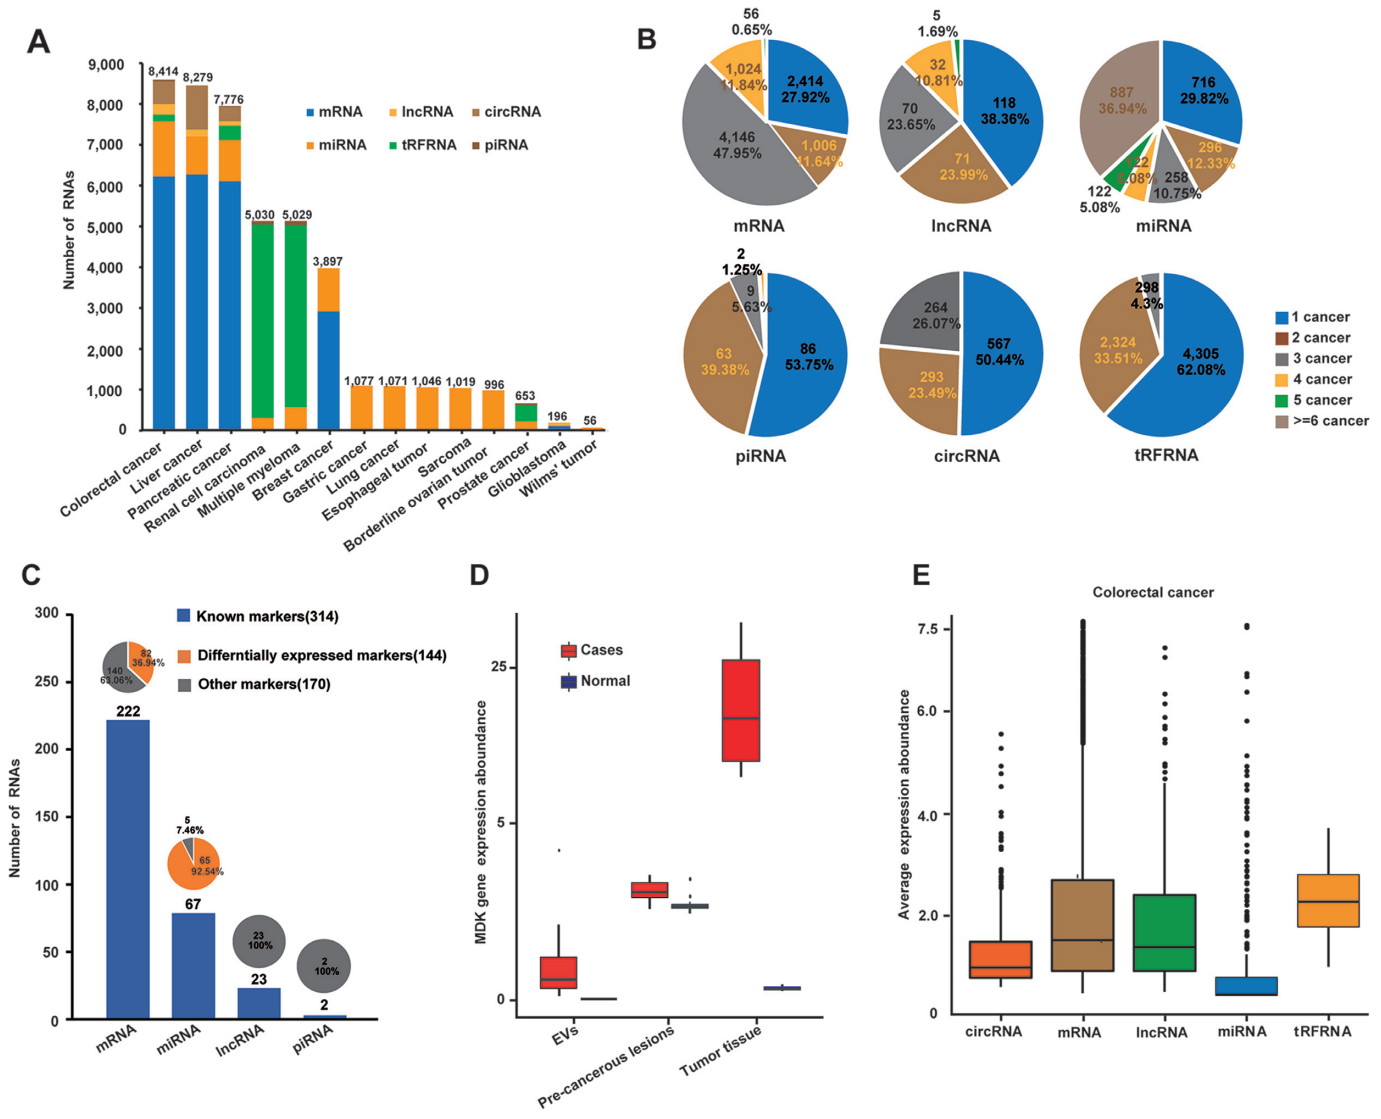 A
8,414
8,279
7,776
5,030
5,029
3,897
1,077
1,071
1,046
1,019
996
653
196
56
9,000
8,000
7,000
6,000
5,000
4,000
3,000
2,000
1,000
0
Number of RNAs
mRNA
lncRNA
circRNA
miRNA
tRFRNA
piRNA
Colorectal cancer
Liver cancer
Pancreatic cancer
Renal cell carcinoma
Multiple myeloma
Breast cancer
Gastric cancer
Lung cancer
Esophageal tumor
Sarcoma
Borderline ovarian tumor
Prostate cancer
Glioblastoma
Wilms' tumor
B
56
0.65%
1,024
11.84%
2,414
27.92%
4,146
47.95%
1,006
11.64%
mRNA
5
1.69%
32
10.81%
118
38.36%
70
23.65%
71
23.99%
lncRNA
887
36.94%
716
29.82%
296
12.33%
122
5.08%
258
10.75%
122
5.08%
miRNA
2
1.25%
9
5.63%
86
53.75%
63
39.38%
piRNA
264
26.07%
567
50.44%
293
23.49%
circRNA
298
4.3%
2,324
33.51%
4,305
62.08%
tRFRNA
1 cancer
2 cancer
3 cancer
4 cancer
5 cancer
>=6 cancer
C
300
250
200
150
100
50
0
Number of RNAs
Known markers(314)
Differntially expressed markers(144)
Other markers(170)
82
36.94%
140
63.06%
222
5
7.46%
65
92.54%
67
23
100%
23
2
100%
2
mRNA
miRNA
lncRNA
piRNA
D
MDK gene expression aboundance
25
5
0
Cases
Normal
EVs
Pre-cancerous lesions
Tumor tissue
E
Colorectal cancer
Average expression aboundance
7.5
6.0
4.0
2.0
0
circRNA
mRNA
lncRNA
miRNA
tRFRNA